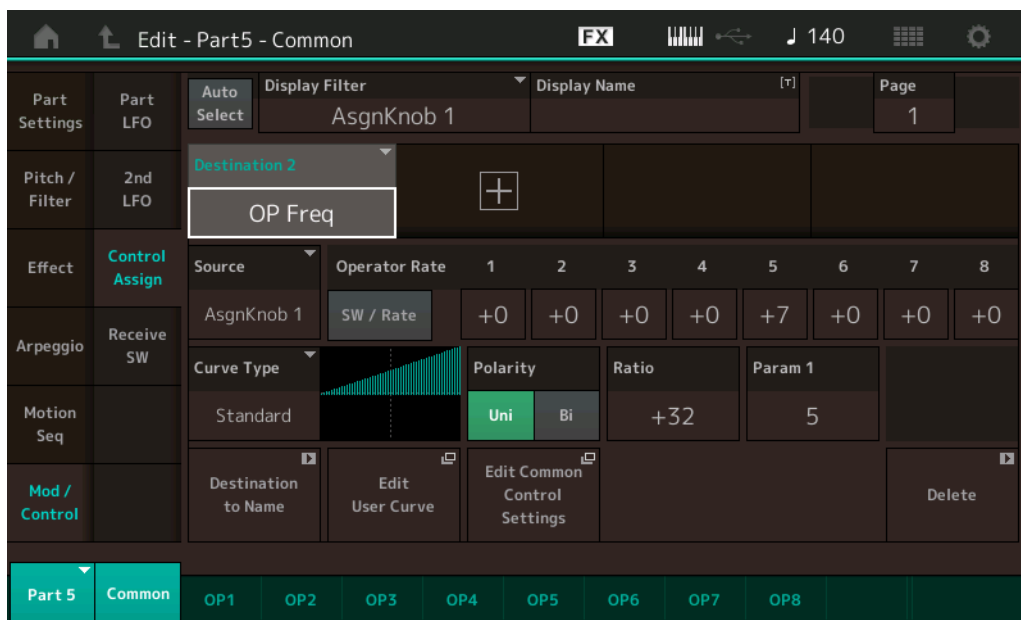 Edit - Part5 - Common
FX
140
Part Settings
Part LFO
Auto Select
Display Filter
AsgnKnob 1
Display Name
[T]
Page
1
Pitch / Filter
2nd LFO
Destination 2
OP Freq
Effect
Control Assign
Source
AsgnKnob 1
Operator Rate 1 2 3 4 5 6 7 8
SW / Rate +0 +0 +0 +0 +7 +0 +0 +0
Arpeggio
Receive SW
Curve Type
Standard
Polarity
Uni Bi
Ratio
+32
Param 1
5
Motion Seq
Mod / Control
Destination to Name
Edit User Curve
Edit Common Control Settings
Delete
Part 5 Common OP1 OP2 OP3 OP4 OP5 OP6 OP7 OP8